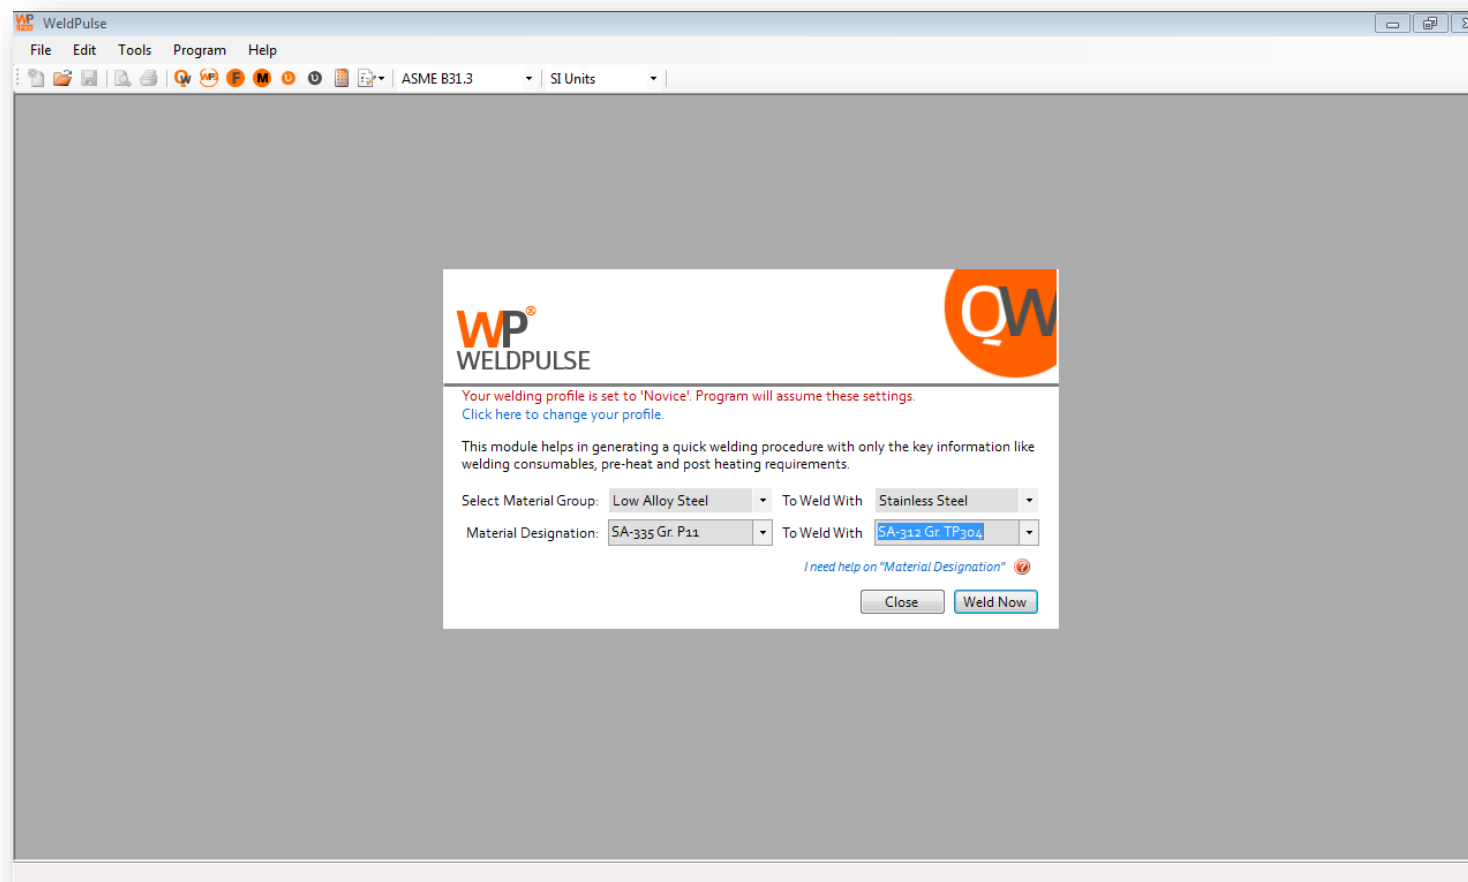 WP WeldPulse
File Edit Tools Program Help
QW WPS F M U U ASME B31.3 SI Units
WP®
WELDPULSE
QW
Your welding profile is set to 'Novice'. Program will assume these settings.
Click here to change your profile.
This module helps in generating a quick welding procedure with only the key information like
welding consumables, pre-heat and post heating requirements.
Select Material Group: Low Alloy Steel To Weld With Stainless Steel
Material Designation: SA-335 Gr. P11 To Weld With SA-312 Gr. TP304
I need help on "Material Designation" ?
Close Weld Now